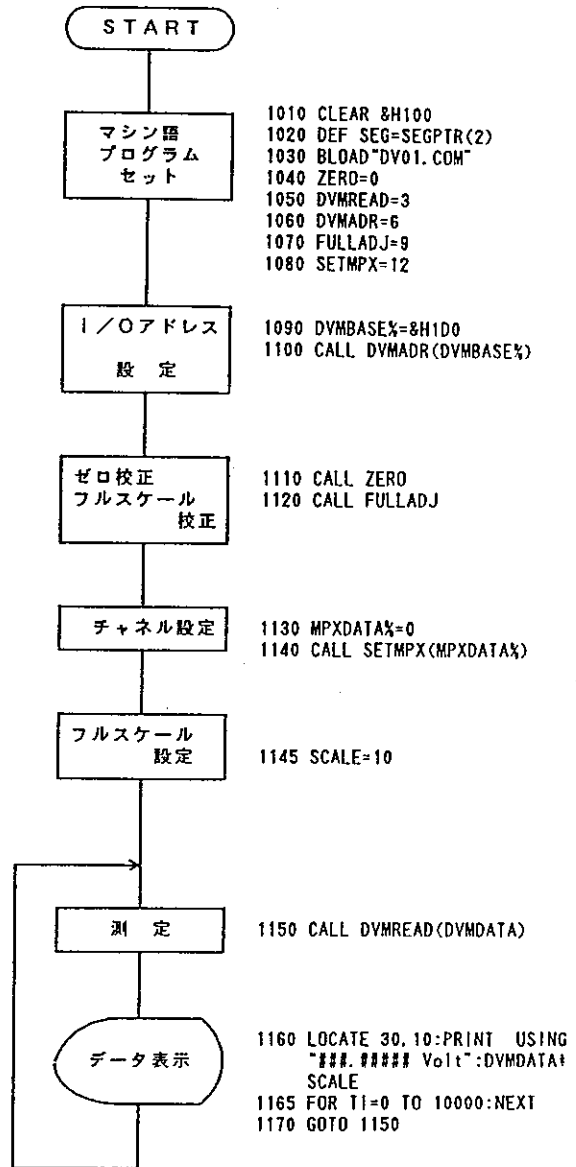 START
マシン語
プログラム
セット
1010 CLEAR &H100
1020 DEF SEG=SEGPTR(2)
1030 BLOAD"DV01.COM"
1040 ZERO=0
1050 DVMREAD=3
1060 DVMADR=6
1070 FULLADJ=9
1080 SETMPX=12
I/Oアドレス
設 定
1090 DVMBASE%=&H1D0
1100 CALL DVMADR(DVMBASE%)
ゼロ校正
フルスケール
校正
1110 CALL ZERO
1120 CALL FULLADJ
チャネル設定
1130 MPXDATA%=0
1140 CALL SETMPX(MPXDATA%)
フルスケール
設定
1145 SCALE=10
測 定
1150 CALL DVMREAD(DVMDATA)
データ表示
1160 LOCATE 30,10:PRINT USING
"###.##### Volt":DVMDATA*
SCALE
1165 FOR TI=0 TO 10000:NEXT
1170 GOTO 1150